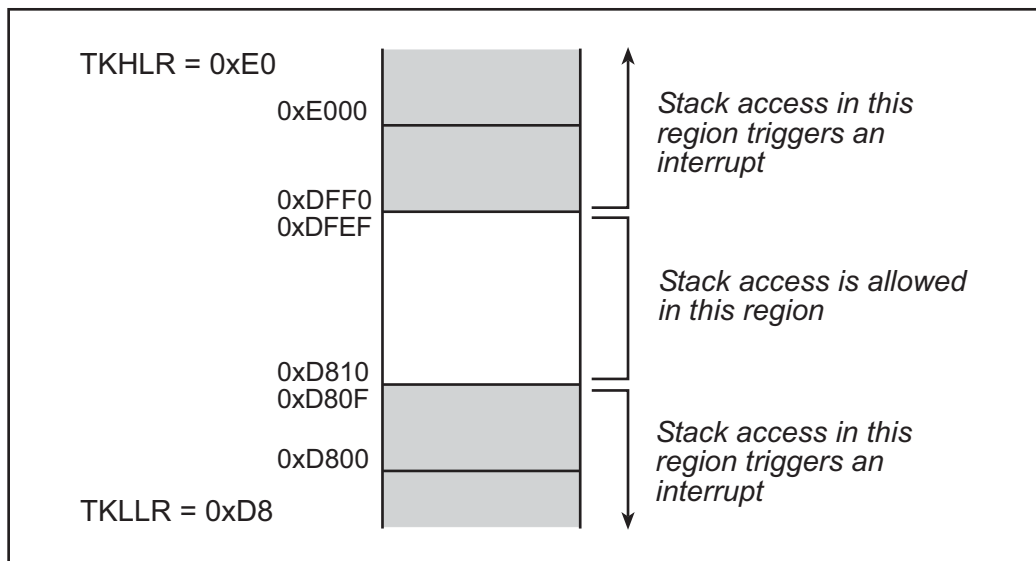 TKHLR = 0xE0
0xE000
Stack access in this
region triggers an
interrupt
0xDFF0
0xDFEF
Stack access is allowed
in this region
0xD810
0xD80F
Stack access in this
region triggers an
interrupt
0xD800
TKLLR = 0xD8